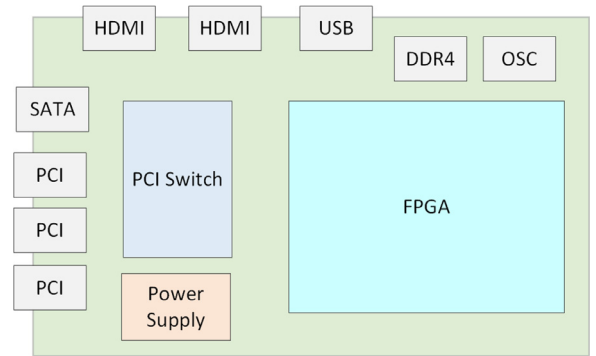 HDMI
HDMI
USB
DDR4
OSC
SATA
PCI
PCI
PCI
PCI Switch
FPGA
Power
Supply